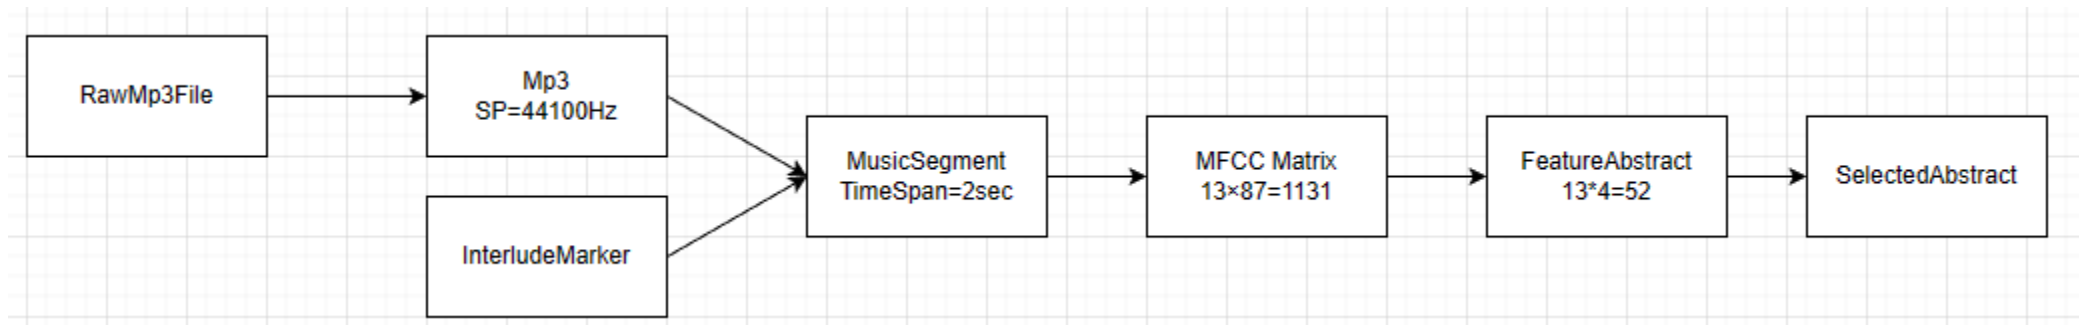 RawMp3File
Mp3
SP=44100Hz
InterludeMarker
MusicSegment
TimeSpan=2sec
MFCC Matrix
13×87=1131
FeatureAbstract
13*4=52
SelectedAbstract